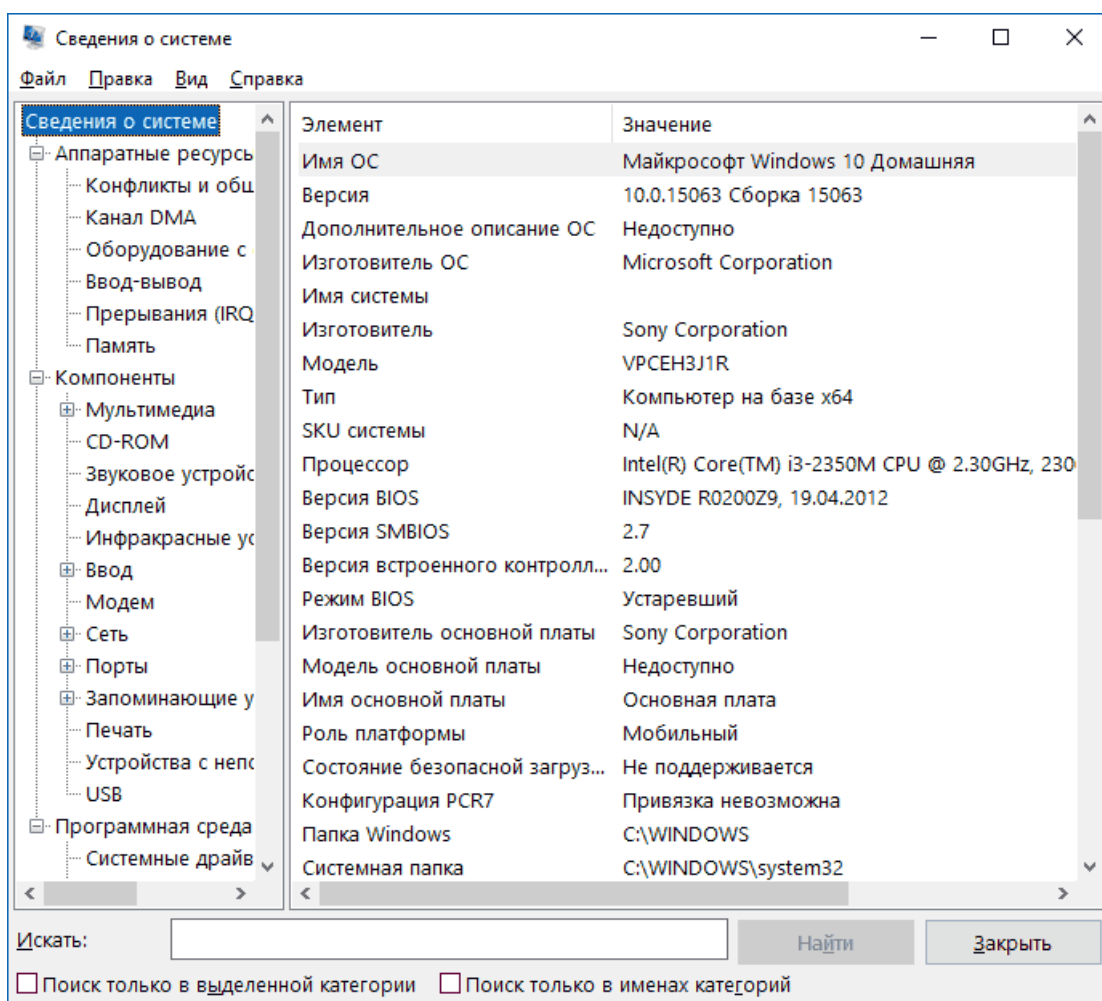 Сведения о системе
Файл Правка Вид Справка
Сведения о системе
Аппаратные ресурсы
Конфликты и общ
Канал DMA
Оборудование с
Ввод-вывод
Прерывания (IRQ
Память
Компоненты
Мультимедиа
CD-ROM
Звуковое устройс
Дисплей
Инфракрасные ус
Ввод
Модем
Сеть
Порты
Запоминающие у
Печать
Устройства с непо
USB
Программная среда
Системные драйв
Элемент Значение
Имя ОС Майкрософт Windows 10 Домашняя
Версия 10.0.15063 Сборка 15063
Дополнительное описание ОС Недоступно
Изготовитель ОС Microsoft Corporation
Имя системы
Изготовитель Sony Corporation
Модель VPCEH3J1R
Тип Компьютер на базе x64
SKU системы N/A
Процессор Intel(R) Core(TM) i3-2350M CPU @ 2.30GHz, 230
Версия BIOS INSYDE R0200Z9, 19.04.2012
Версия SMBIOS 2.7
Версия встроенного контролл... 2.00
Режим BIOS Устаревший
Изготовитель основной платы Sony Corporation
Модель основной платы Недоступно
Имя основной платы Основная плата
Роль платформы Мобильный
Состояние безопасной загруз... Не поддерживается
Конфигурация PCR7 Привязка невозможна
Папка Windows C:\WINDOWS
Системная папка C:\WINDOWS\system32
Искать: Найти Закрыть
Поиск только в выделенной категории Поиск только в именах категорий